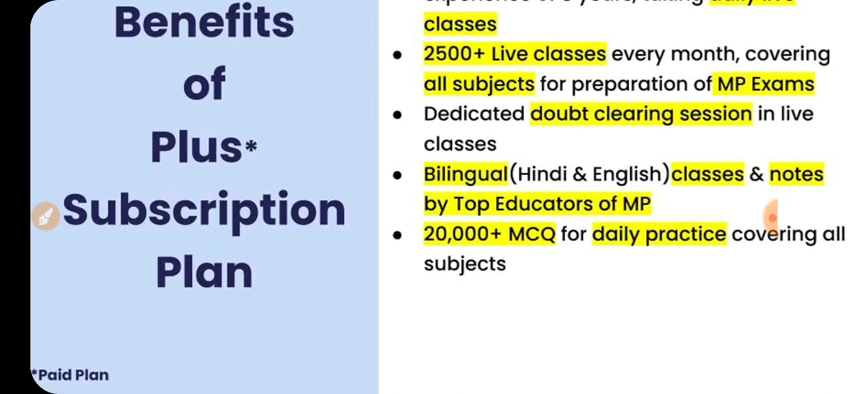 Benefits
of
Plus*
Subscription
Plan
*Paid Plan
classes
● 2500+ Live classes every month, covering
all subjects for preparation of MP Exams
● Dedicated doubt clearing session in live
classes
● Bilingual(Hindi & English)classes & notes
by Top Educators of MP
● 20,000+ MCQ for daily practice covering all
subjects